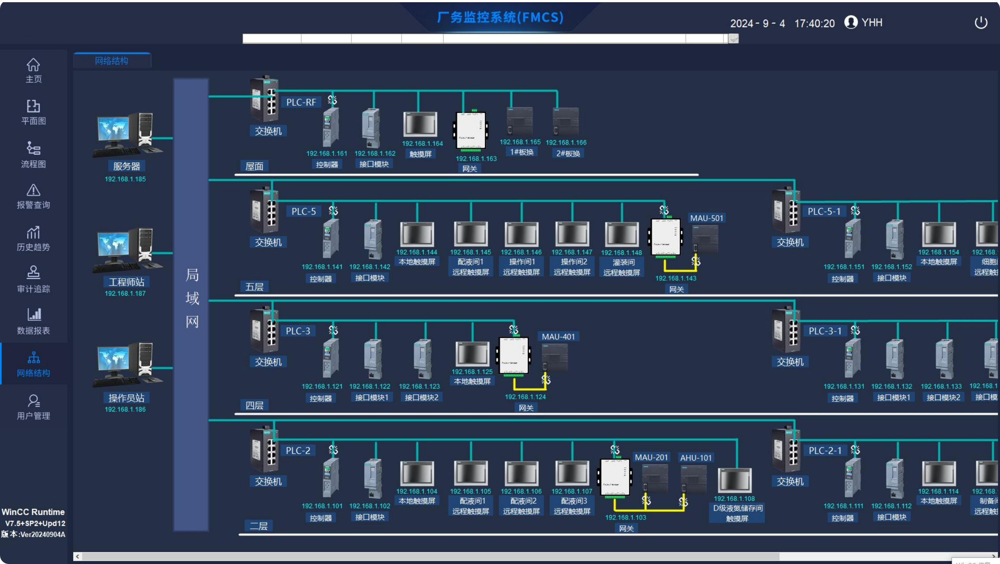 厂务监控系统(FMCS)
2024 - 9 - 4 17:40:20 YHH
网络结构
主页
平面图
流程图
报警查询
历史趋势
审计追踪
数据报表
网络结构
用户管理
WinCC Runtime
V7.5+SP2+Upd12
版本:Ver20240904A
服务器
192.168.1.185
工程师站
192.168.1.187
操作员站
192.168.1.186
局
域
网
PLC-RF
交换机
192.168.1.161
控制器
192.168.1.162
接口模块
192.168.1.164
触摸屏
192.168.1.163
网关
192.168.1.165
1#板换
192.168.1.166
2#板换
屋面
PLC-5
交换机
192.168.1.141
控制器
192.168.1.142
接口模块
192.168.1.144
本地触摸屏
192.168.1.145
配液间1
远程触摸屏
192.168.1.146
操作间1
远程触摸屏
192.168.1.147
操作间2
远程触摸屏
192.168.1.148
灌装间
远程触摸屏
192.168.1.143
网关
MAU-501
PLC-5-1
交换机
192.168.1.151
控制器
192.168.1.152
接口模块
192.168.1.154
本地触摸屏
192.168.
细胞
远程触
五层
PLC-3
交换机
192.168.1.121
控制器
192.168.1.122
接口模块1
192.168.1.123
接口模块2
192.168.1.125
本地触摸屏
192.168.1.124
网关
MAU-401
PLC-3-1
交换机
192.168.1.131
控制器
192.168.1.132
接口模块1
192.168.1.133
接口模块2
192.168.1
接口模
四层
PLC-2
交换机
192.168.1.101
控制器
192.168.1.102
接口模块
192.168.1.104
本地触摸屏
192.168.1.105
配液间1
远程触摸屏
192.168.1.106
配液间2
远程触摸屏
192.168.1.107
配液间3
远程触摸屏
192.168.1.103
网关
MAU-201
AHU-101
192.168.1.108
D级液氮储存间
触摸屏
PLC-2-1
交换机
192.168.1.111
控制器
192.168.1.112
接口模块
192.168.1.114
本地触摸屏
192.168.
制备
远程触
二层